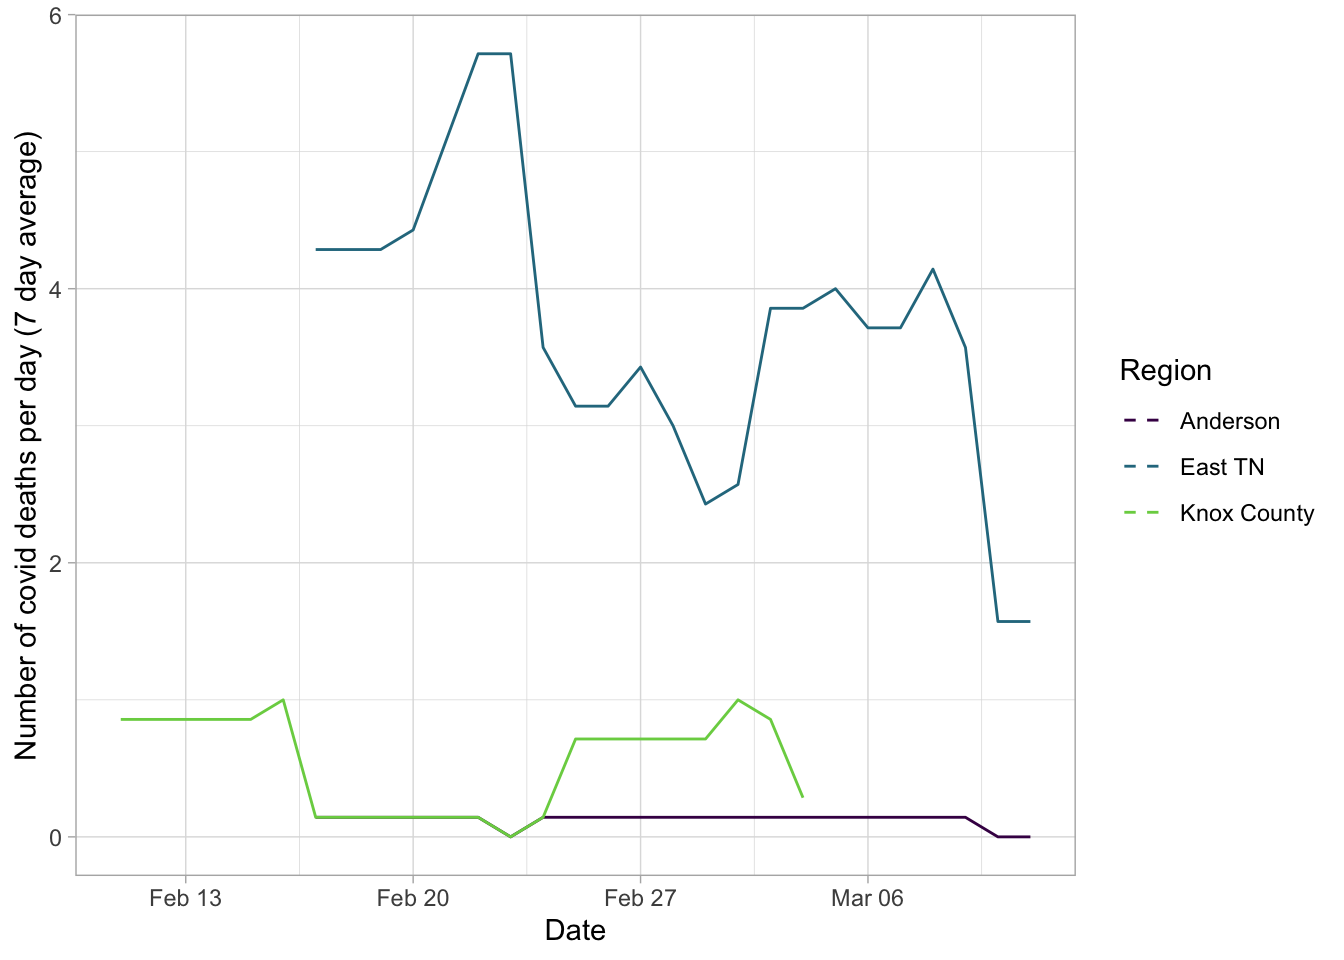 Number of covid deaths per day (7 day average)
6
4
2
0
Feb 13
Feb 20
Feb 27
Mar 06
Date
Region
Anderson
East TN
Knox County